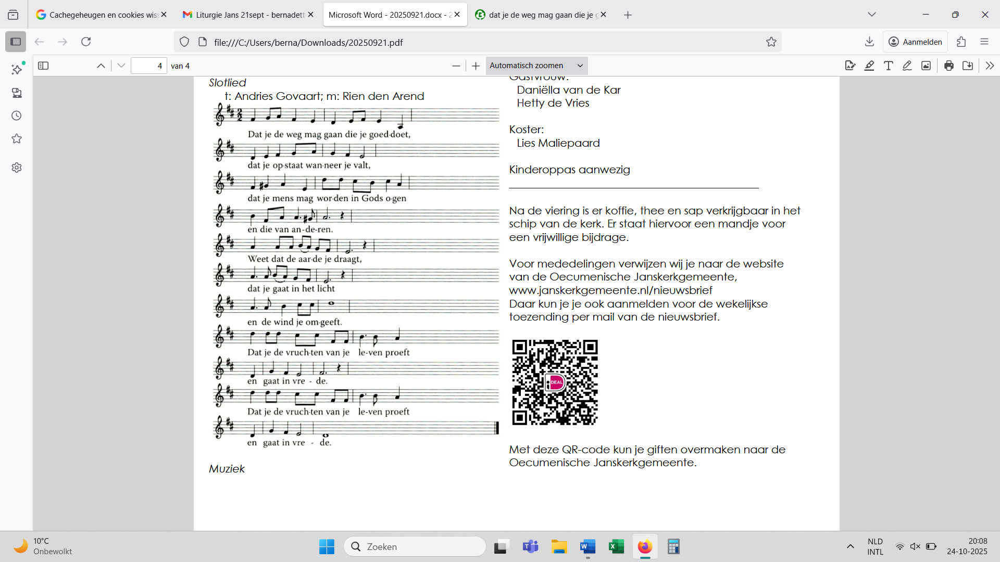 Cachegeheugen en cookies wis
Liturgie Jans 21sept - bernadett
Microsoft Word - 20250921.docx - 2
dat je de weg mag gaan die je g
file:///C:/Users/berna/Downloads/20250921.pdf
Aanmelden
4 van 4
Automatisch zoomen
Slotlied
t: Andries Govaart; m: Rien den Arend
Dat je de weg mag gaan die je goed-doet,
dat je op-staat wan-neer je valt,
dat je mens mag wor-den in Gods o-gen
en die van an-de-ren.
Weet dat de aar-de je draagt,
dat je gaat in het licht
en de wind je om-geeft.
Dat je de vruch-ten van je le-ven proeft
en gaat in vre - de.
Dat je de vruch-ten van je le-ven proeft
en gaat in vre - de.
Muziek
Gastvrouw:
Daniëlla van de Kar
Hetty de Vries
Koster:
Lies Maliepaard
Kinderoppas aanwezig
Na de viering is er koffie, thee en sap verkrijgbaar in het
schip van de kerk. Er staat hiervoor een mandje voor
een vrijwillige bijdrage.
Voor mededelingen verwijzen wij je naar de website
van de Oecumenische Janskerkgemeente,
www.janskerkgemeente.nl/nieuwsbrief
Daar kun je je ook aanmelden voor de wekelijkse
toezending per mail van de nieuwsbrief.
iDEAL
Met deze QR-code kun je giften overmaken naar de
Oecumenische Janskerkgemeente.
10°C
Onbewolkt
Zoeken
NLD
INTL
20:08
24-10-2025